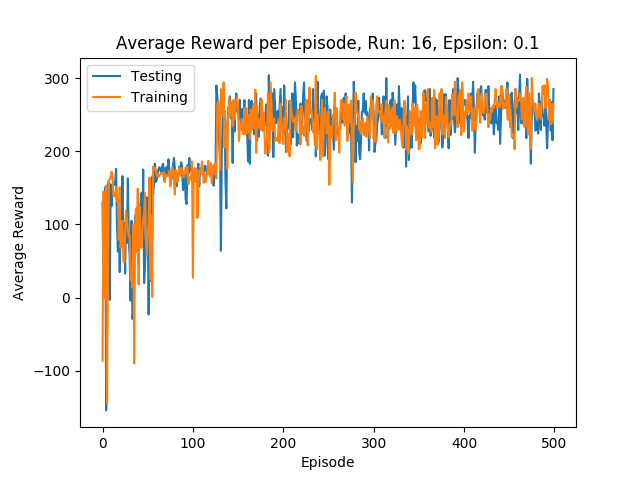 Average Reward per Episode, Run: 16, Epsilon: 0.1
Testing
Training
Average Reward
300
200
100
0
−100
0 100 200 300 400 500
Episode